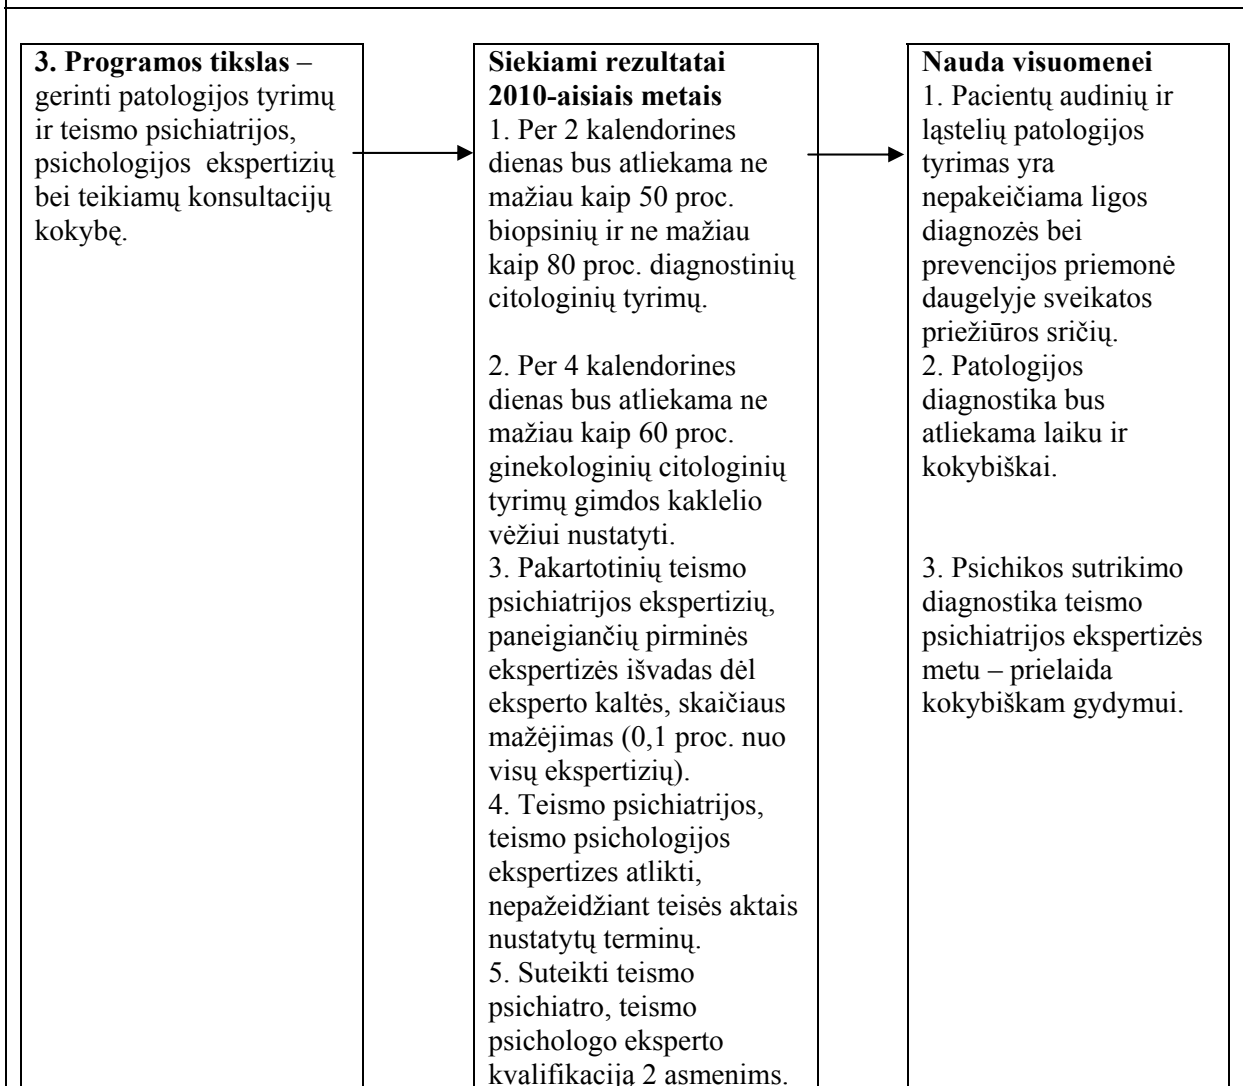 3. Programos tikslas –
gerinti patologijos tyrimų
ir teismo psichiatrijos,
psichologijos ekspertizių
bei teikiamų konsultacijų
kokybę.
Siekiami rezultatai
2010-aisiais metais
1. Per 2 kalendorines
dienas bus atliekama ne
mažiau kaip 50 proc.
biopsinių ir ne mažiau
kaip 80 proc. diagnostinių
citologinių tyrimų.
2. Per 4 kalendorines
dienas bus atliekama ne
mažiau kaip 60 proc.
ginekologinių citologinių
tyrimų gimdos kaklelio
vėžiui nustatyti.
3. Pakartotinių teismo
psichiatrijos ekspertizių,
paneigiančių pirminės
ekspertizės išvadas dėl
eksperto kaltės, skaičiaus
mažėjimas (0,1 proc. nuo
visų ekspertizių).
4. Teismo psichiatrijos,
teismo psichologijos
ekspertizes atlikti,
nepažeidžiant teisės aktais
nustatytų terminų.
5. Suteikti teismo
psichiatro, teismo
psichologo eksperto
kvalifikaciją 2 asmenims.
Nauda visuomenei
1. Pacientų audinių ir
ląstelių patologijos
tyrimas yra
nepakeičiama ligos
diagnozės bei
prevencijos priemonė
daugelyje sveikatos
priežiūros sričių.
2. Patologijos
diagnostika bus
atliekama laiku ir
kokybiškai.
3. Psichikos sutrikimo
diagnostika teismo
psichiatrijos ekspertizės
metu – prielaida
kokybiškam gydymui.